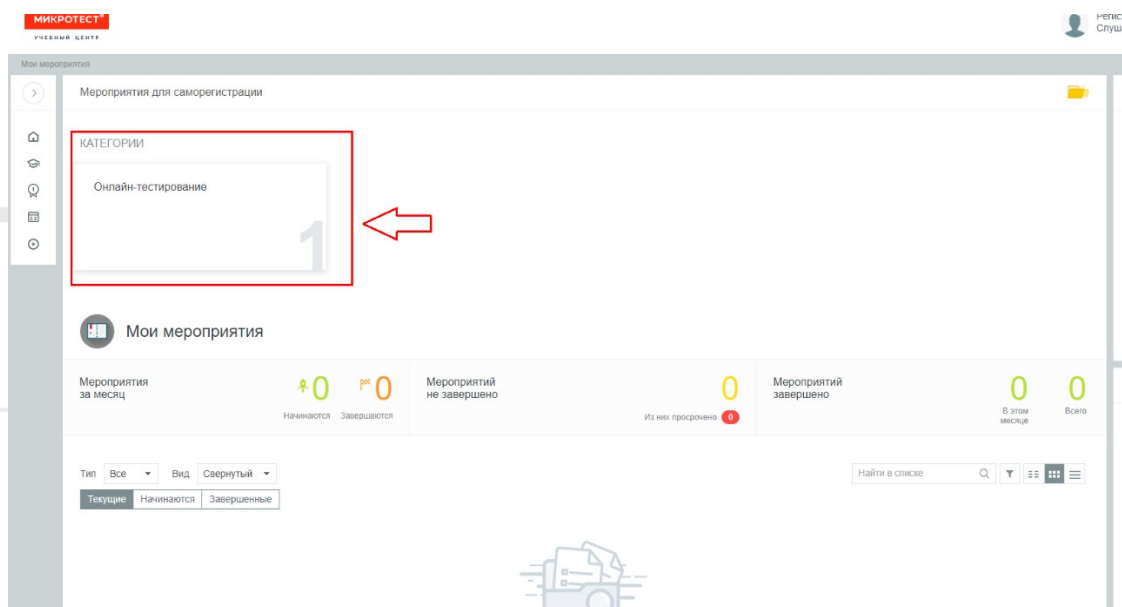 МИКРОТЕСТ®
УЧЕБНЫЙ ЦЕНТР
Слуш
Мои мероприятия
Мероприятия для саморегистрации
КАТЕГОРИИ
Онлайн-тестирование
1
Мои мероприятия
Мероприятия за месяц
0 0
Начинаются Завершаются
Мероприятий не завершено
0
Из них просрочено 0
Мероприятий завершено
0 0
В этом месяце Всего
Тип Все Вид Свернутый
Найти в списке
Текущие Начинаются Завершенные